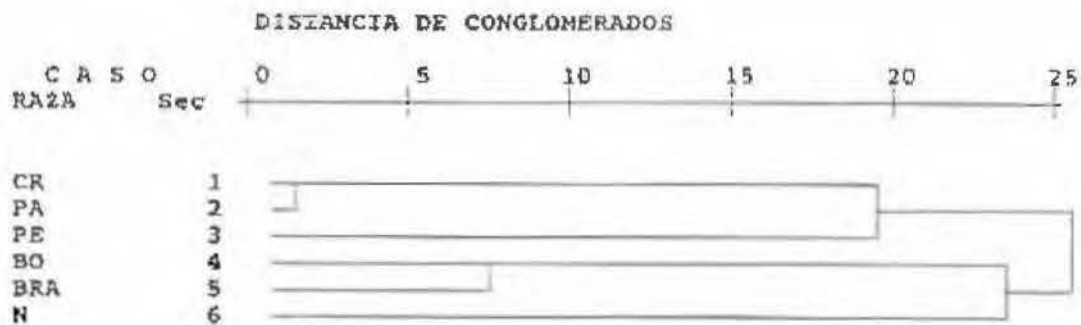 DISTANCIA DE CONGLOMERADOS
C A S O 0 5 10 15 20 25
RAZA Sec
CR 1
PA 2
PE 3
BO 4
BRA 5
N 6